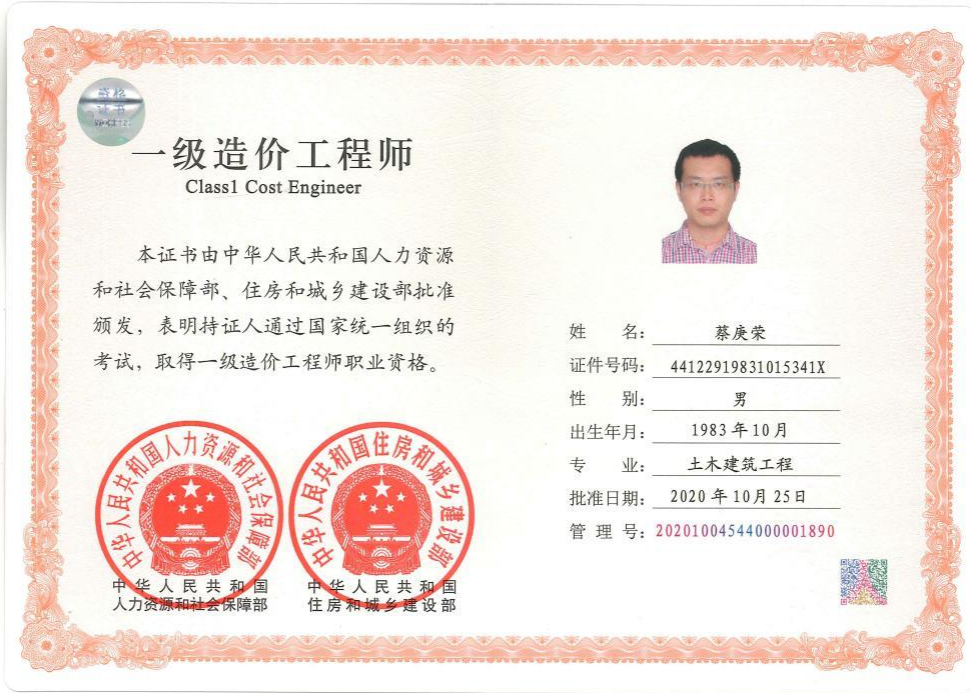 资格
证书
一级造价工程师
Class1 Cost Engineer
本证书由中华人民共和国人力资源
和社会保障部、住房和城乡建设部批准
颁发，表明持证人通过国家统一组织的
考试，取得一级造价工程师职业资格。
中华人民共和国人力资源和社会保障部
中华人民共和国住房和城乡建设部
中华人民共和国
人力资源和社会保障部
中华人民共和国
住房和城乡建设部
姓 名： 蔡庚荣
证件号码： 44122919831015341X
性 别： 男
出生年月： 1983年10月
专 业： 土木建筑工程
批准日期： 2020年10月25日
管 理 号： 20201004544000001890